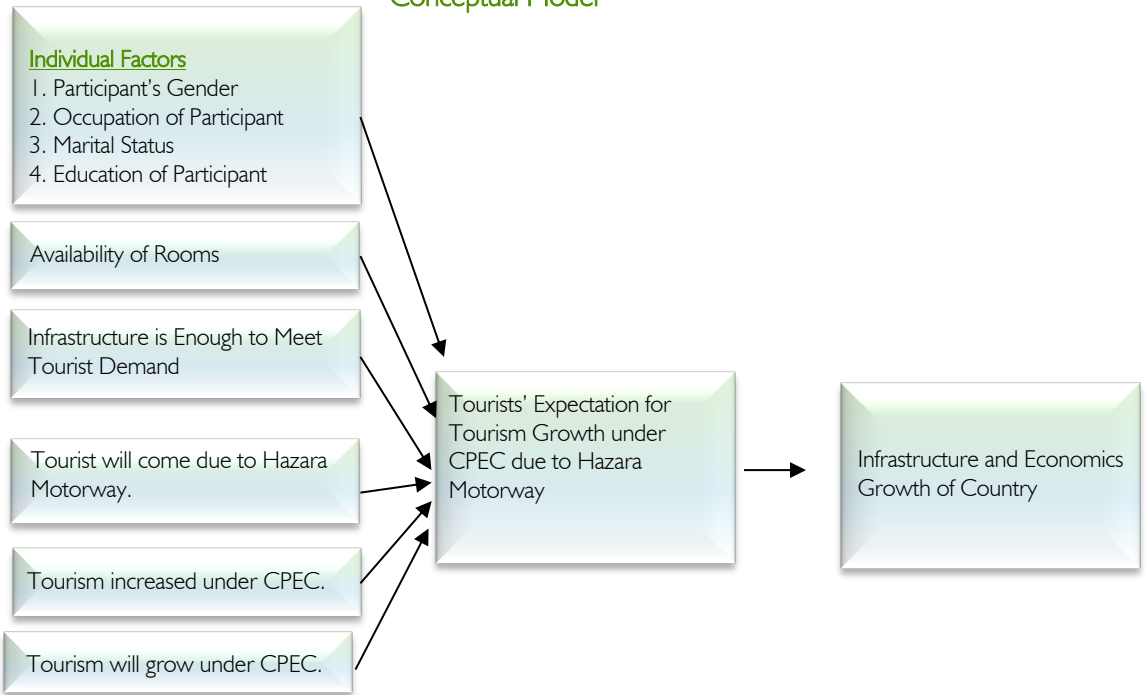 Conceptual Model
Individual Factors
1. Participant's Gender
2. Occupation of Participant
3. Marital Status
4. Education of Participant
Availability of Rooms
Infrastructure is Enough to Meet
Tourist Demand
Tourist will come due to Hazara
Motorway.
Tourism increased under CPEC.
Tourism will grow under CPEC.
Tourists' Expectation for
Tourism Growth under
CPEC due to Hazara
Motorway
Infrastructure and Economics
Growth of Country